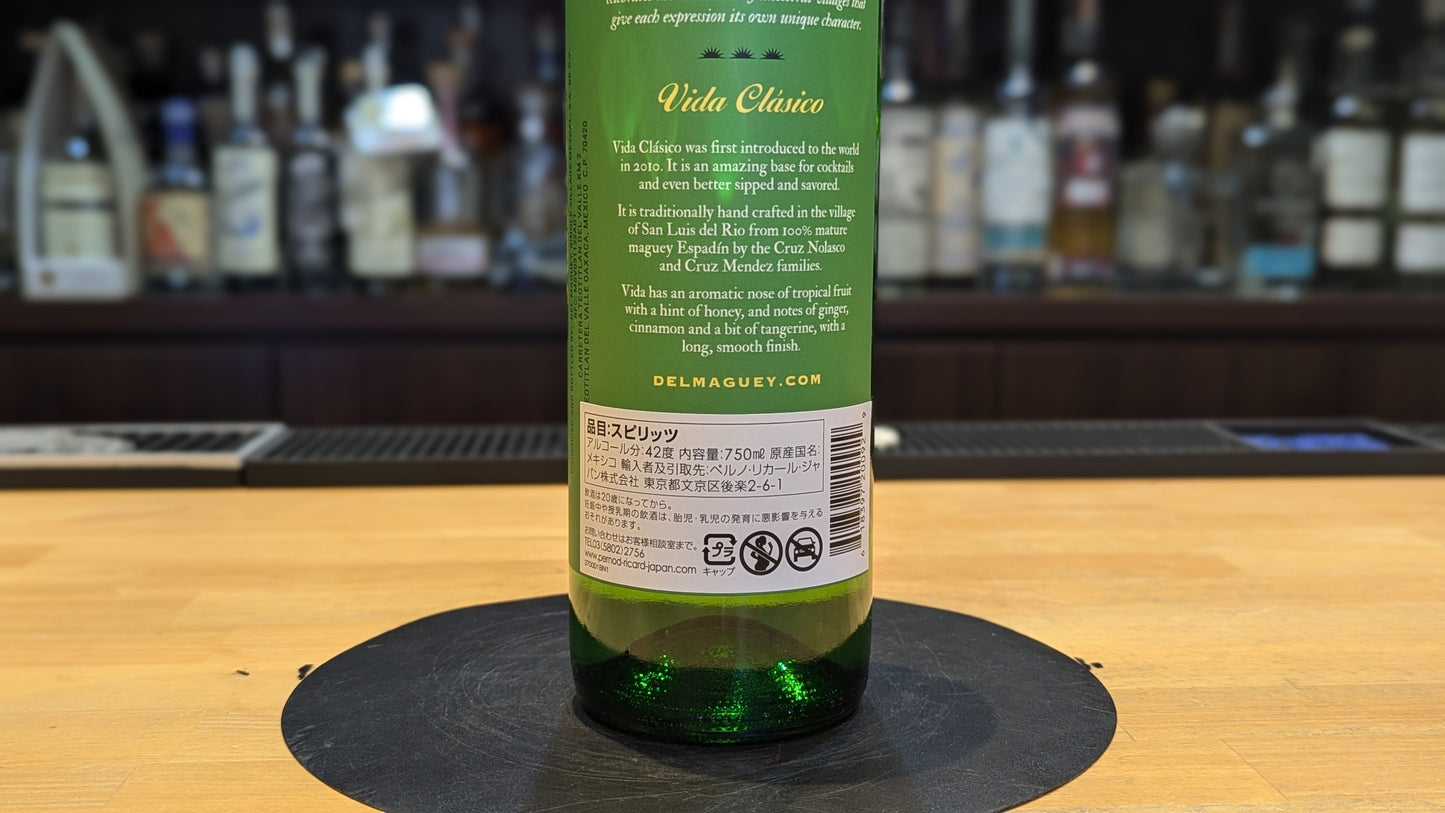 give each expression its own unique character.
Vida Clásico
Vida Clásico was first introduced to the world
in 2010. It is an amazing base for cocktails
and even better sipped and savored.
It is traditionally hand crafted in the village
of San Luis del Rio from 100% mature
maguey Espadín by the Cruz Nolasco
and Cruz Mendez families.
Vida has an aromatic nose of tropical fruit
with a hint of honey, and notes of ginger,
cinnamon and a bit of tangerine, with a
long, smooth finish.
DELMAGUEY.COM
品目:スピリッツ
アルコール分:42度 内容量:750㎖ 原産国名:
メキシコ 輸入者及引取先:ペルノ・リカール・ジャ
パン株式会社 東京都文京区後楽2-6-1
飲酒は20歳になってから。
妊娠中や授乳期の飲酒は、胎児・乳児の発育に悪影響を与える
おそれがあります。
お問い合わせはお客様相談室まで。
TEL03(5802)2756
www.pernod-ricard-japan.com
370001BN1
プラ
キャップ
6 18397 20092 9